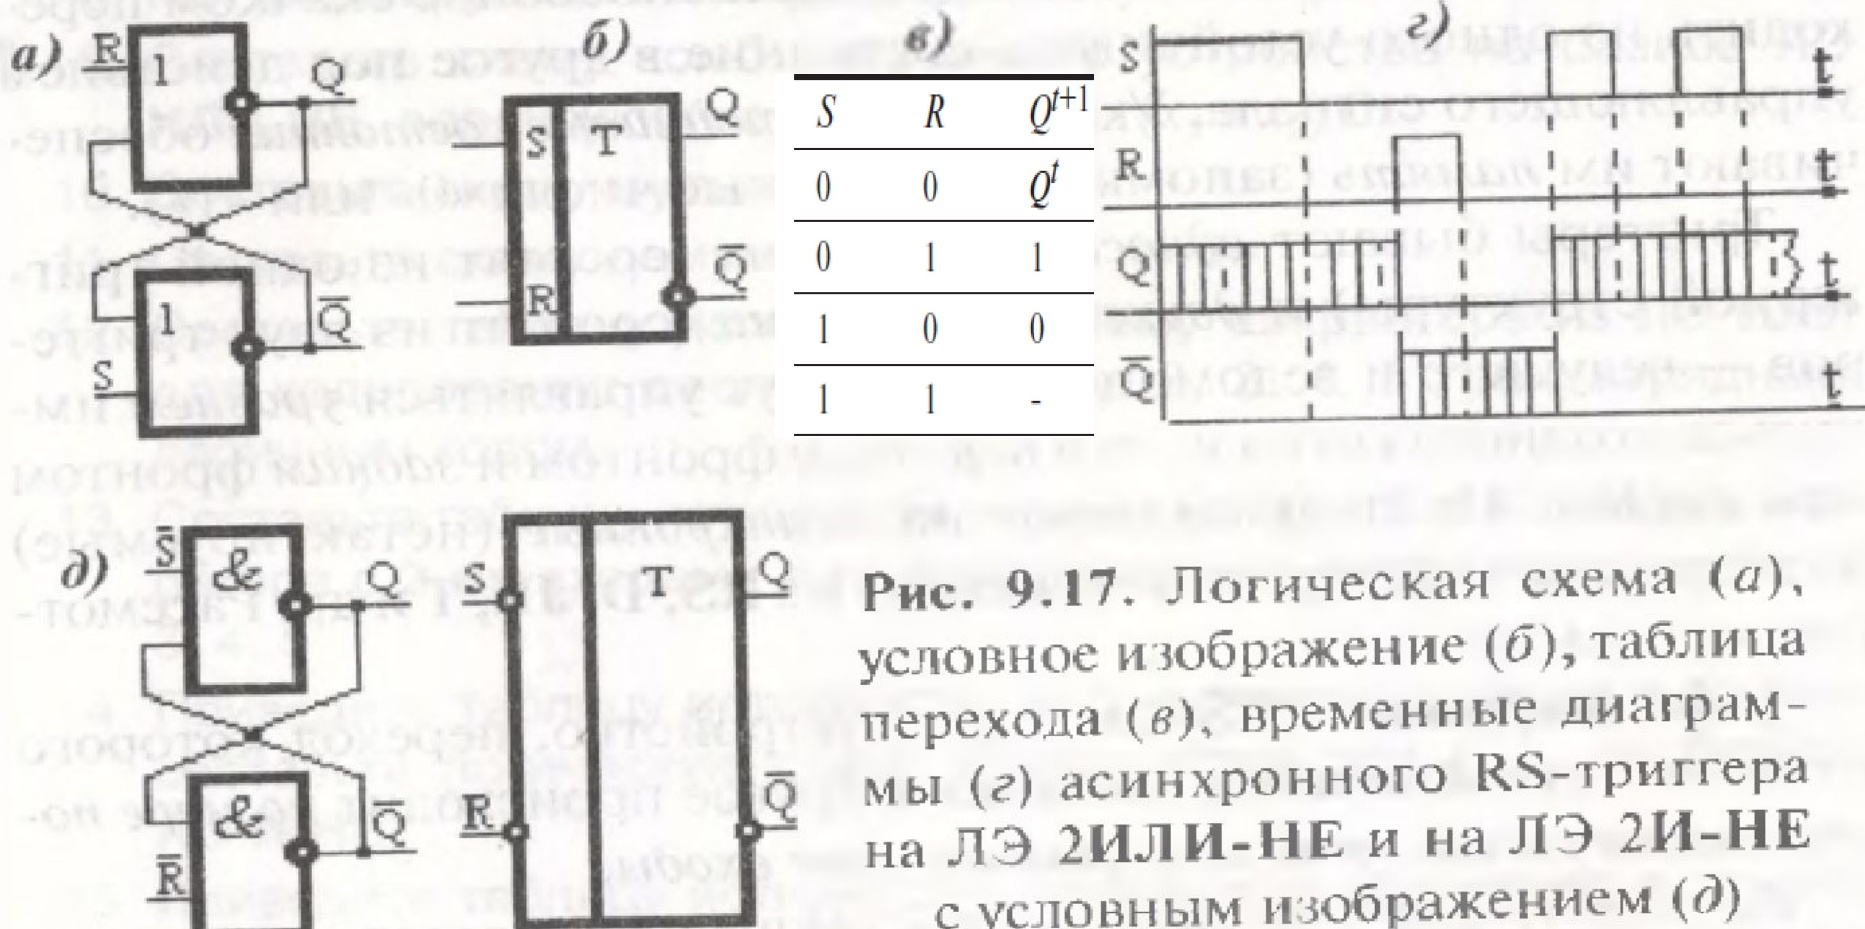 а)
R
1
Q
1
Q̄
S
б)
S T
Q
R
Q̄
в)
S R Qᵗ⁺¹
0 0 Qᵗ
0 1 1
1 0 0
1 1 -
г)
S t
R t
Q t
Q̄ t
д)
S̄
&
Q
&
Q̄
R̄
S T Q
R Q̄
Рис. 9.17. Логическая схема (а),
условное изображение (б), таблица
перехода (в), временные диаграм-
мы (г) асинхронного RS-триггера
на ЛЭ 2ИЛИ-НЕ и на ЛЭ 2И-НЕ
с условным изображением (д)